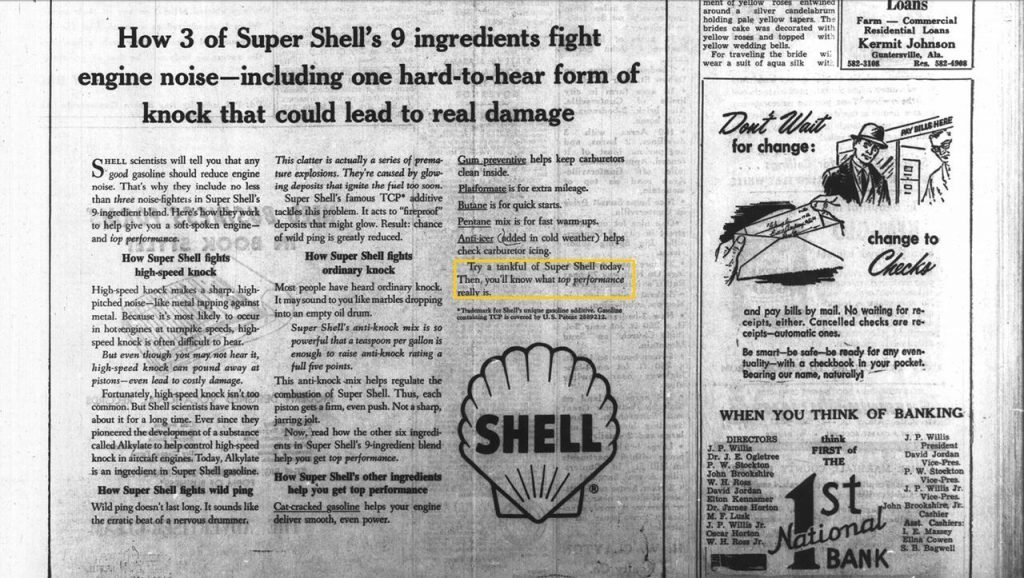 How 3 of Super Shell's 9 ingredients fight
engine noise—including one hard-to-hear form of
knock that could lead to real damage
SHELL scientists will tell you that any
good gasoline should reduce engine
noise. That's why they include no less
than three noise-fighters in Super Shell's
9-ingredient blend. Here's how they work
to help give you a soft-spoken engine—
and top performance.
How Super Shell fights
high-speed knock
High-speed knock makes a sharp, high-
pitched noise—like metal tapping against
metal. Because it's most likely to occur
in hot engines at turnpike speeds, high-
speed knock is often difficult to hear.
But even though you may not hear it,
high-speed knock can pound away at
pistons—even lead to costly damage.
Fortunately, high-speed knock isn't too
common. But Shell scientists have known
about it for a long time. Ever since they
pioneered the development of a substance
called Alkylate to help control high-speed
knock in aircraft engines. Today, Alkylate
is an ingredient in Super Shell gasoline.
How Super Shell fights wild ping
Wild ping doesn't last long. It sounds like
the erratic beat of a nervous drummer.
This clatter is actually a series of prema-
ture explosions. They're caused by glow-
ing deposits that ignite the fuel too soon.
Super Shell's famous TCP* additive
tackles this problem. It acts to "fireproof"
deposits that might glow. Result: chance
of wild ping is greatly reduced.
How Super Shell fights
ordinary knock
Most people have heard ordinary knock.
It may sound to you like marbles dropping
into an empty oil drum.
Super Shell's anti-knock mix is so
powerful that a teaspoon per gallon is
enough to raise anti-knock rating a
full five points.
This anti-knock mix helps regulate the
combustion of Super Shell. Thus, each
piston gets a firm, even push. Not a sharp,
jarring jolt.
Now, read how the other six ingredi-
ents in Super Shell's 9-ingredient blend
help you get top performance.
How Super Shell's other ingredients
help you get top performance
Cat-cracked gasoline helps your engine
deliver smooth, even power.
Gum preventive helps keep carburetors
clean inside.
Platformate is for extra mileage.
Butane is for quick starts.
Pentane mix is for fast warm-ups.
Anti-icer (added in cold weather) helps
check carburetor icing.
Try a tankful of Super Shell today.
Then, you'll know what top performance
really is.
*Trademark for Shell's unique gasoline additive. Gasoline
containing TCP is covered by U. S. Patent 2889212.
SHELL
®
ment of yellow roses entwined
around a silver candelabrum
holding pale yellow tapers. The
brides cake was decorated with
yellow roses and topped with
yellow wedding bells.
For traveling the bride
wear a suit of aqua silk
Loans
Farm — Commercial
Residential Loans
Kermit Johnson
Guntersville, Ala.
582-3108 Res. 582-4908
Don't Wait
for change:
PAY BILLS HERE
change to
Checks
and pay bills by mail. No waiting for re-
ceipts, either. Cancelled checks are re-
ceipts—automatic ones.
Be smart—be safe—be ready for any even-
tuality—with a checkbook in your pocket.
Bearing our name, naturally!
WHEN YOU THINK OF BANKING
DIRECTORS
J. P. Willis
Dr. J. E. Ogletree
P. W. Stockton
John Brookshire
W. H. Ross
David Jordan
Elton Kennamer
Dr. James Horton
M. F. Lusk
J. P. Willis Jr.
Oscar Horton
W. H. Ross Jr.
think
FIRST of
THE
1st
National
BANK
J. P. Willis
President
David Jordan
Vice-Pres.
P. W. Stockton
Vice-Pres.
J. P. Willis Jr.
Vice-Pres.
John Brookshire, Jr.
Cashier
Asst. Cashiers:
I. E. Massey
Ellna Cowen
S. B. Bagwell